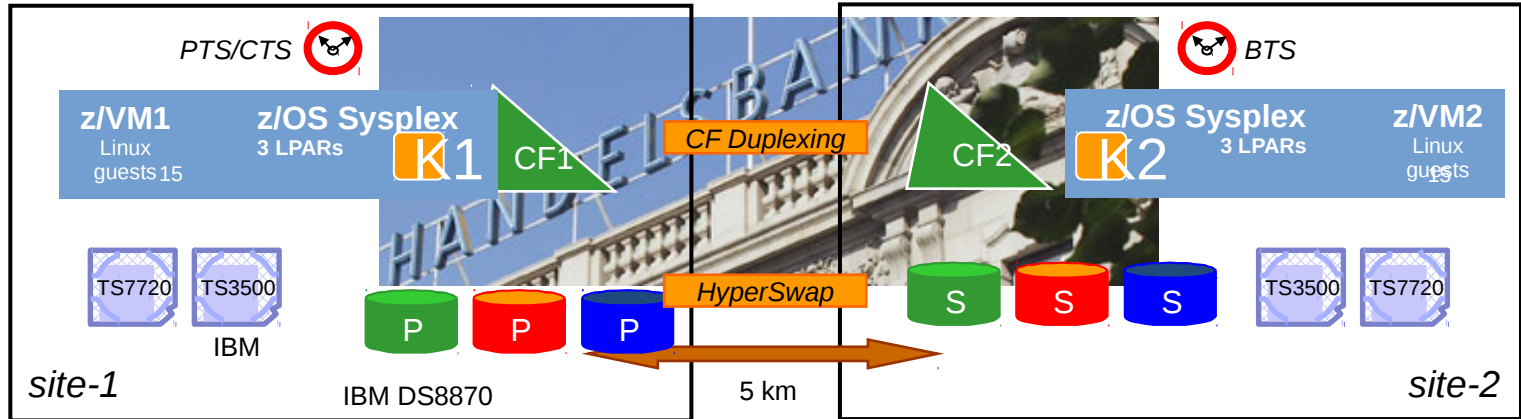 PTS/CTS
BTS
z/VM1
Linux
guests 15
z/OS Sysplex
3 LPARs
K1
CF1
HANDELSBAN
CF Duplexing
CF2
K2
z/OS Sysplex
3 LPARs
z/VM2
Linux
guests
TS7720
TS3500
IBM
P
P
P
HyperSwap
S
S
S
TS3500
TS7720
site-1
IBM DS8870
5 km
site-2